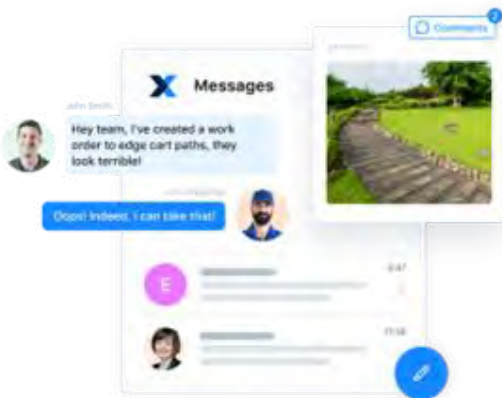 Comments
Messages
John Smith
Hey team, I've created a work
order to edge cart paths, they
look terrible!
Oops! Indeed, I can take that!
E